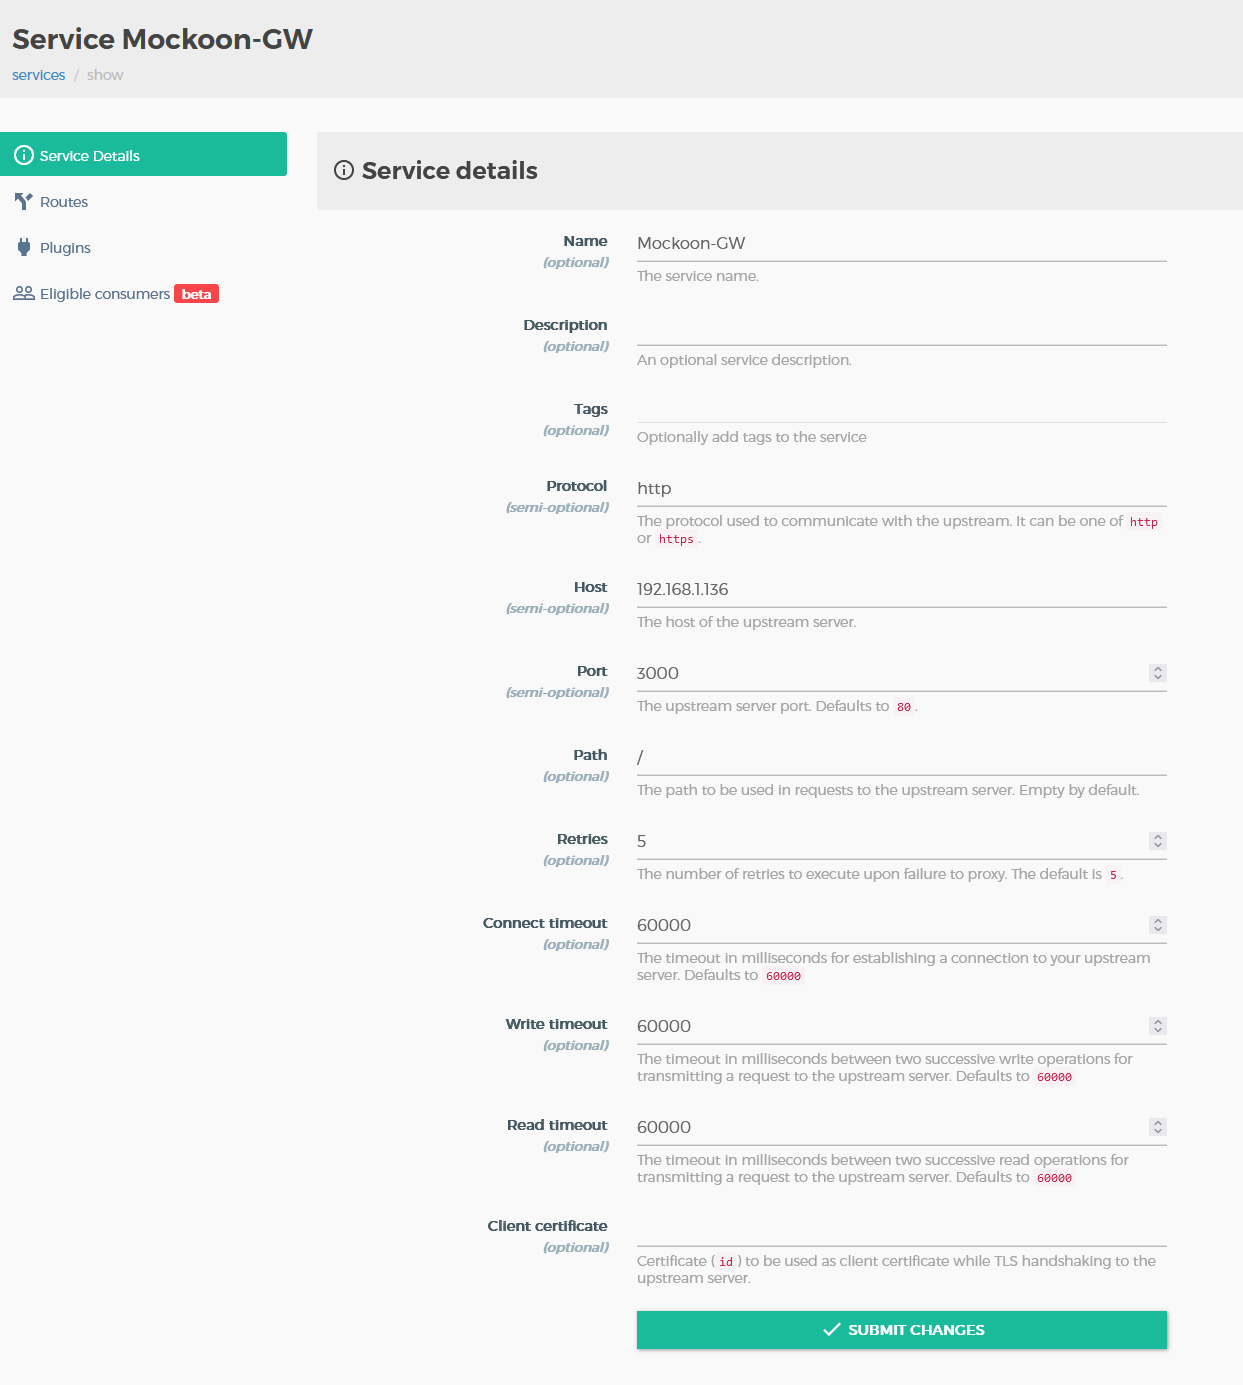 Service Mockoon-GW
services / show
Service Details
Routes
Plugins
Eligible consumers beta
Service details
Name
(optional)
Mockoon-GW
The service name.
Description
(optional)
An optional service description.
Tags
(optional)
Optionally add tags to the service
Protocol
(semi-optional)
http
The protocol used to communicate with the upstream. It can be one of http
or https .
Host
(semi-optional)
192.168.1.136
The host of the upstream server.
Port
(semi-optional)
3000
The upstream server port. Defaults to 80 .
Path
(optional)
/
The path to be used in requests to the upstream server. Empty by default.
Retries
(optional)
5
The number of retries to execute upon failure to proxy. The default is 5 .
Connect timeout
(optional)
60000
The timeout in milliseconds for establishing a connection to your upstream
server. Defaults to 60000
Write timeout
(optional)
60000
The timeout in milliseconds between two successive write operations for
transmitting a request to the upstream server. Defaults to 60000
Read timeout
(optional)
60000
The timeout in milliseconds between two successive read operations for
transmitting a request to the upstream server. Defaults to 60000
Client certificate
(optional)
Certificate ( id ) to be used as client certificate while TLS handshaking to the
upstream server.
SUBMIT CHANGES